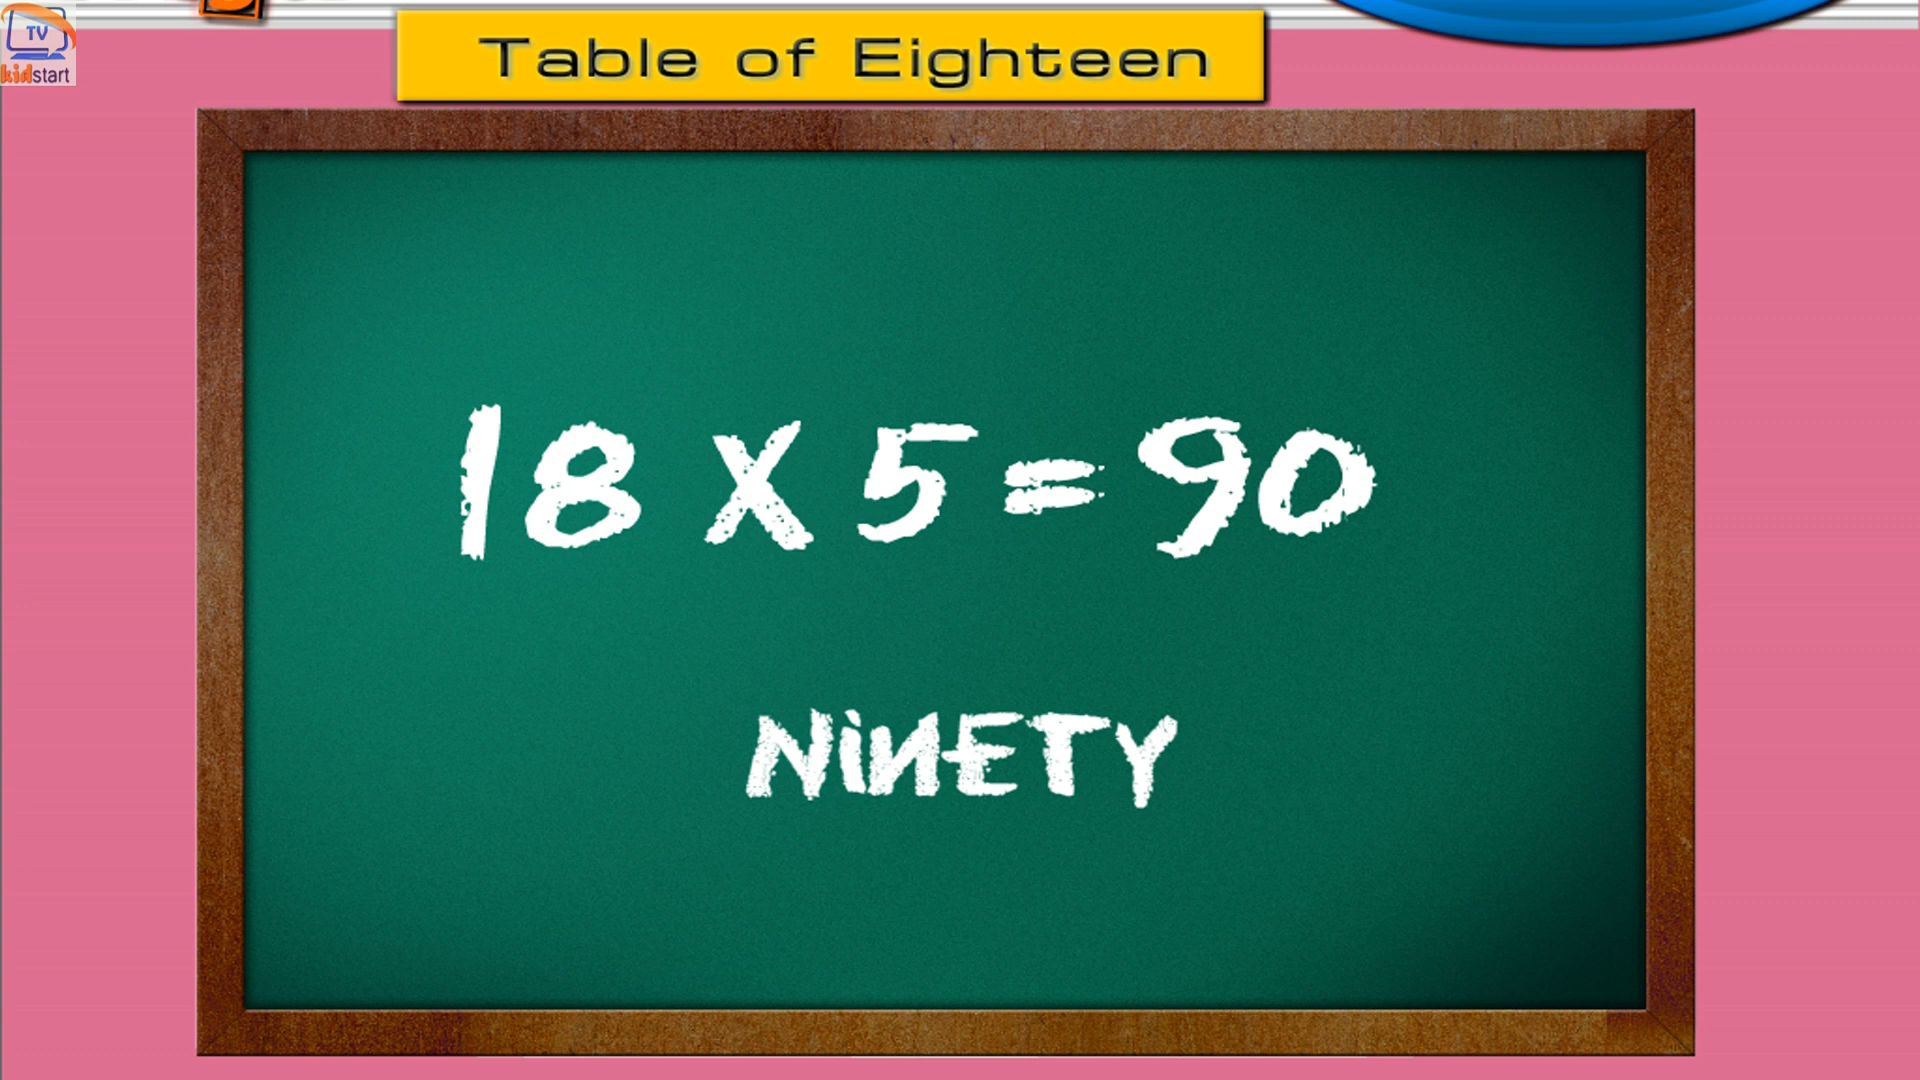 TV
kidstart
Table of Eighteen
18 X 5 = 90
NiNETY